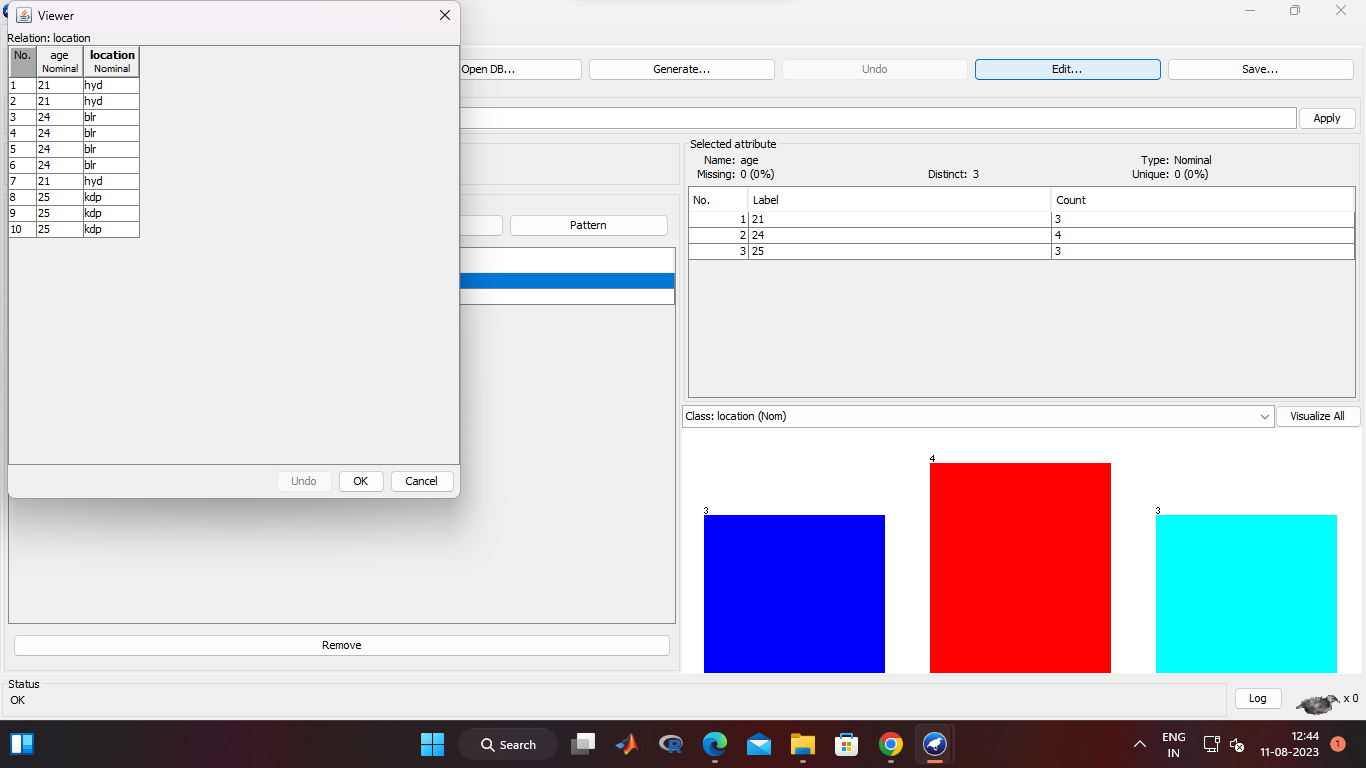 Viewer
Relation: location
No. age location
Nominal Nominal
1 21 hyd
2 21 hyd
3 24 blr
4 24 blr
5 24 blr
6 24 blr
7 21 hyd
8 25 kdp
9 25 kdp
10 25 kdp
Undo OK Cancel
Open DB... Generate... Undo Edit... Save...
Apply
Pattern
Remove
Selected attribute
Name: age Type: Nominal
Missing: 0 (0%) Distinct: 3 Unique: 0 (0%)
No. Label Count
1 21 3
2 24 4
3 25 3
Class: location (Nom) Visualize All
3 4 3
Status
OK
Log x 0
Search
ENG
IN
12:44
11-08-2023
1